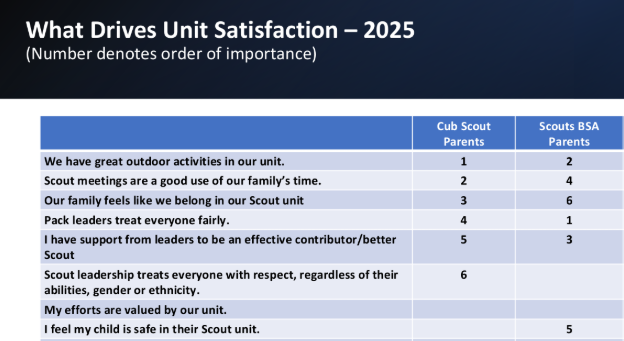 What Drives Unit Satisfaction – 2025
(Number denotes order of importance)
Cub Scout Parents Scouts BSA Parents
We have great outdoor activities in our unit. 1 2
Scout meetings are a good use of our family's time. 2 4
Our family feels like we belong in our Scout unit 3 6
Pack leaders treat everyone fairly. 4 1
I have support from leaders to be an effective contributor/better
Scout 5 3
Scout leadership treats everyone with respect, regardless of their
abilities, gender or ethnicity. 6
My efforts are valued by our unit.
I feel my child is safe in their Scout unit. 5